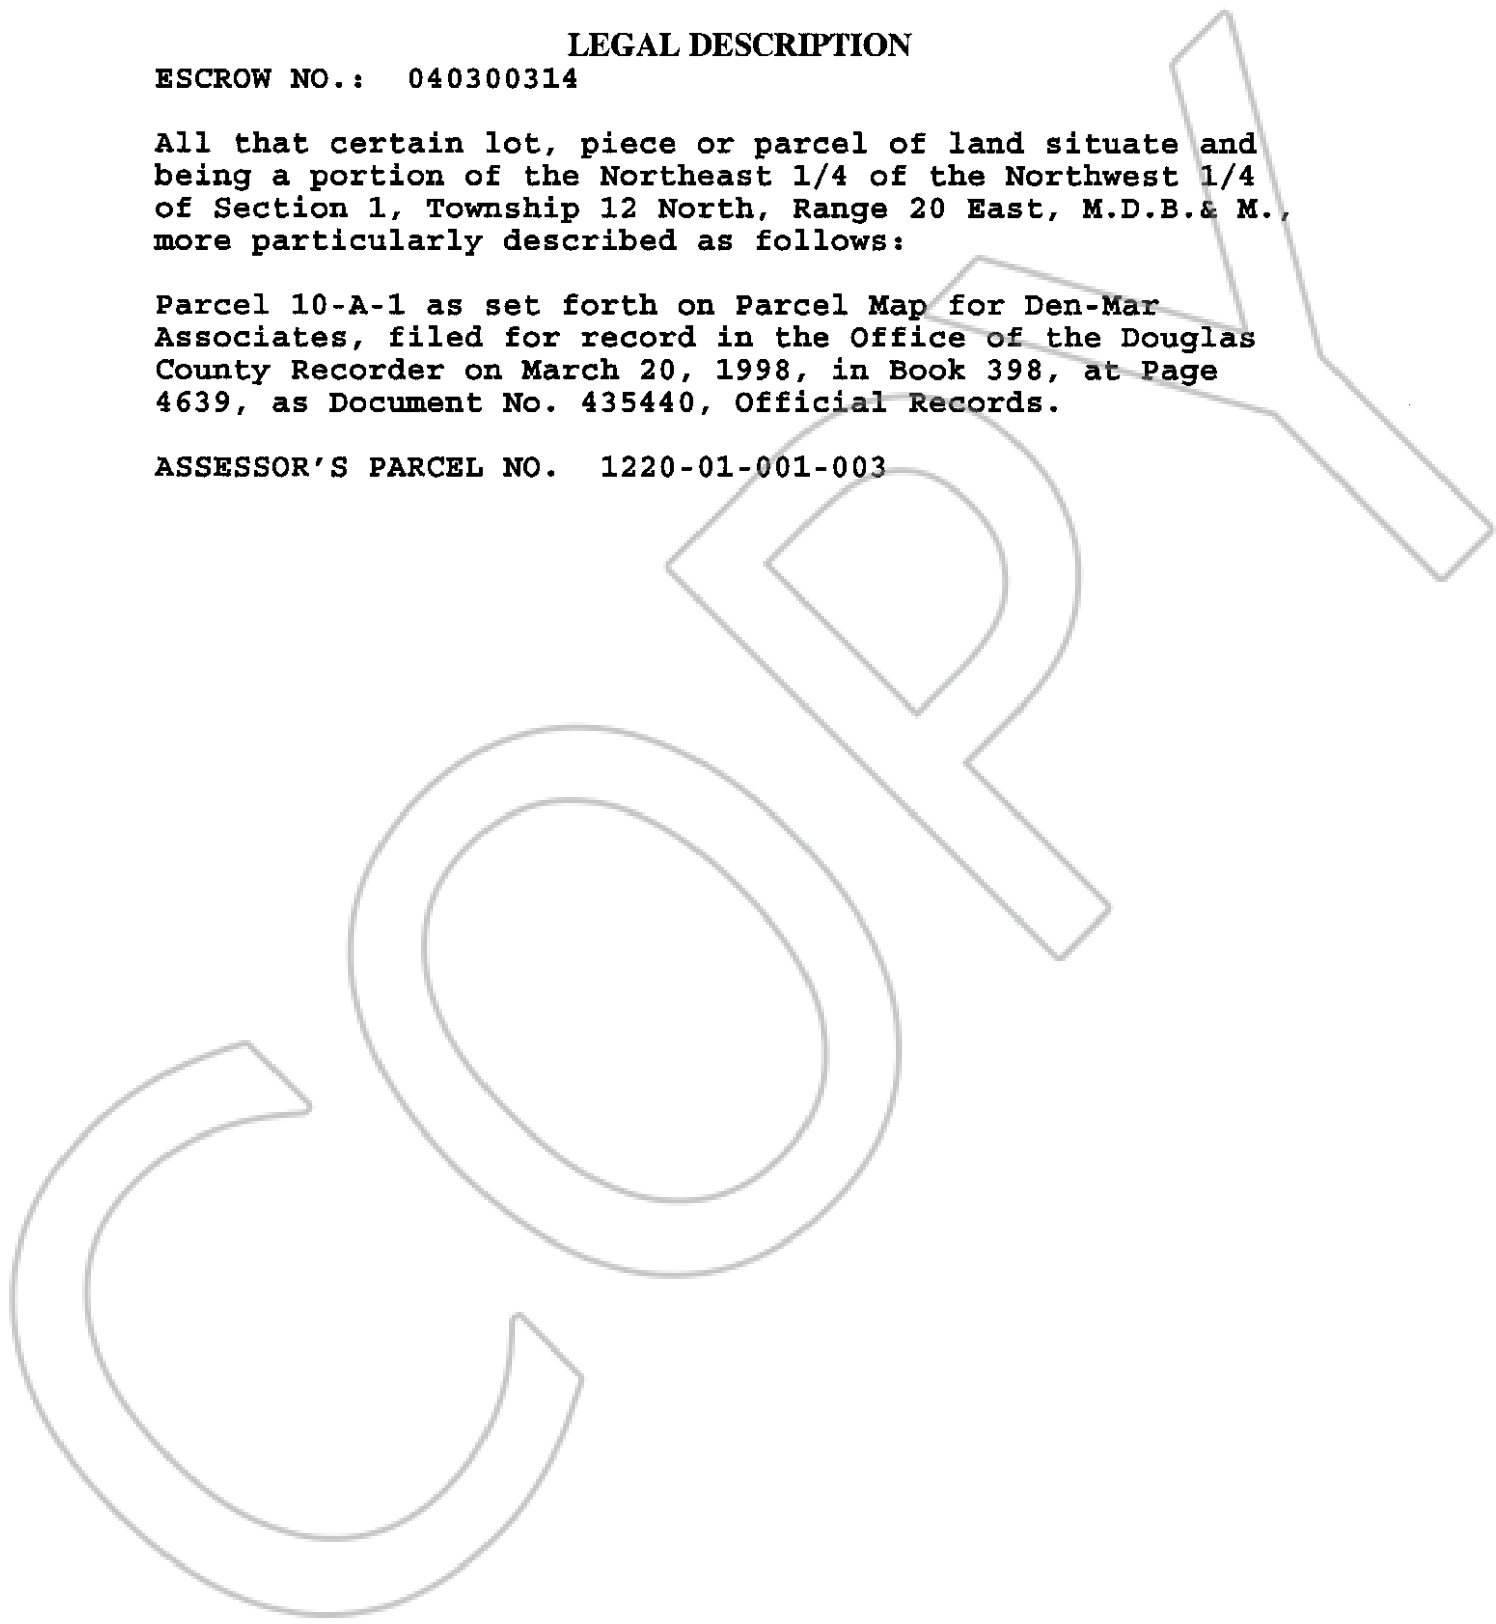 LEGAL DESCRIPTION
ESCROW NO.: 040300314
All that certain lot, piece or parcel of land situate and
being a portion of the Northeast 1/4 of the Northwest 1/4
of Section 1, Township 12 North, Range 20 East, M.D.B.& M.,
more particularly described as follows:
Parcel 10-A-1 as set forth on Parcel Map for Den-Mar
Associates, filed for record in the Office of the Douglas
County Recorder on March 20, 1998, in Book 398, at Page
4639, as Document No. 435440, Official Records.
ASSESSOR'S PARCEL NO. 1220-01-001-003
COPY